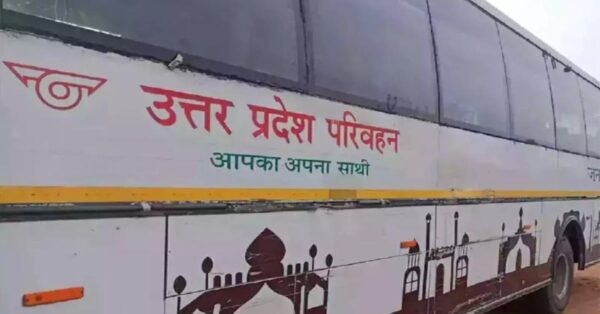 उत्तर प्रदेश परिवहन
आपका अपना साथी